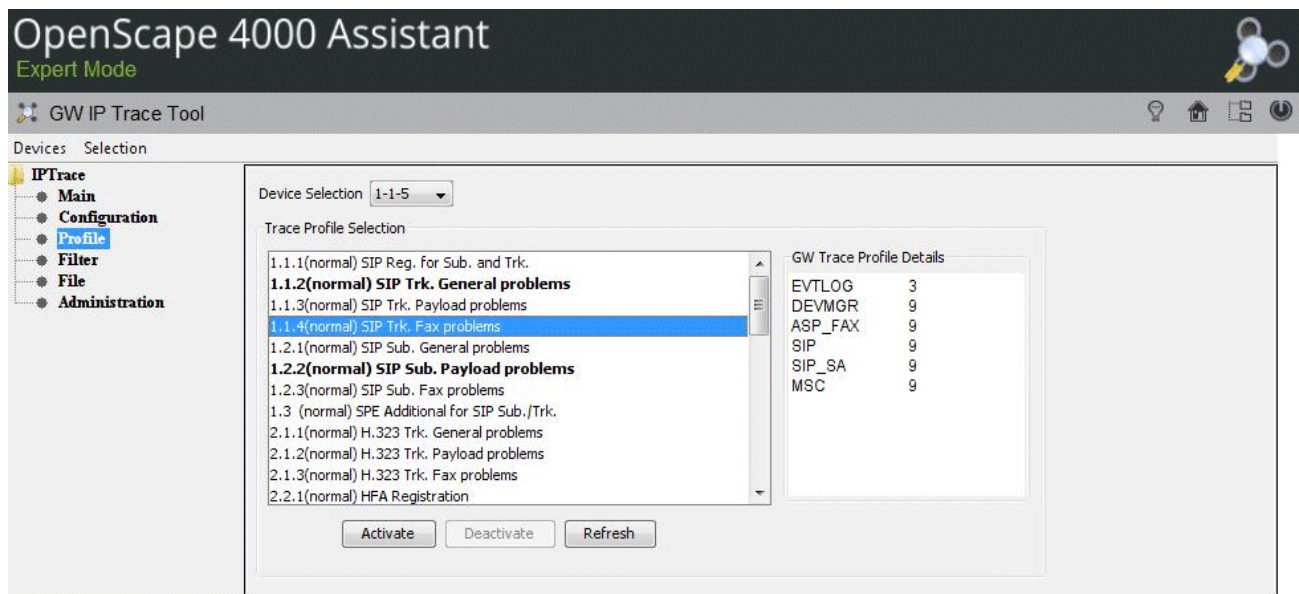 OpenScape 4000 Assistant
Expert Mode
GW IP Trace Tool
Devices Selection
IPTrace
Main
Configuration
Profile
Filter
File
Administration
Device Selection 1-1-5
Trace Profile Selection
1.1.1(normal) SIP Reg. for Sub. and Trk.
1.1.2(normal) SIP Trk. General problems
1.1.3(normal) SIP Trk. Payload problems
1.1.4(normal) SIP Trk. Fax problems
1.2.1(normal) SIP Sub. General problems
1.2.2(normal) SIP Sub. Payload problems
1.2.3(normal) SIP Sub. Fax problems
1.3 (normal) SPE Additional for SIP Sub./Trk.
2.1.1(normal) H.323 Trk. General problems
2.1.2(normal) H.323 Trk. Payload problems
2.1.3(normal) H.323 Trk. Fax problems
2.2.1(normal) HFA Registration
GW Trace Profile Details
EVTLOG 3
DEVMGR 9
ASP_FAX 9
SIP 9
SIP_SA 9
MSC 9
Activate Deactivate Refresh